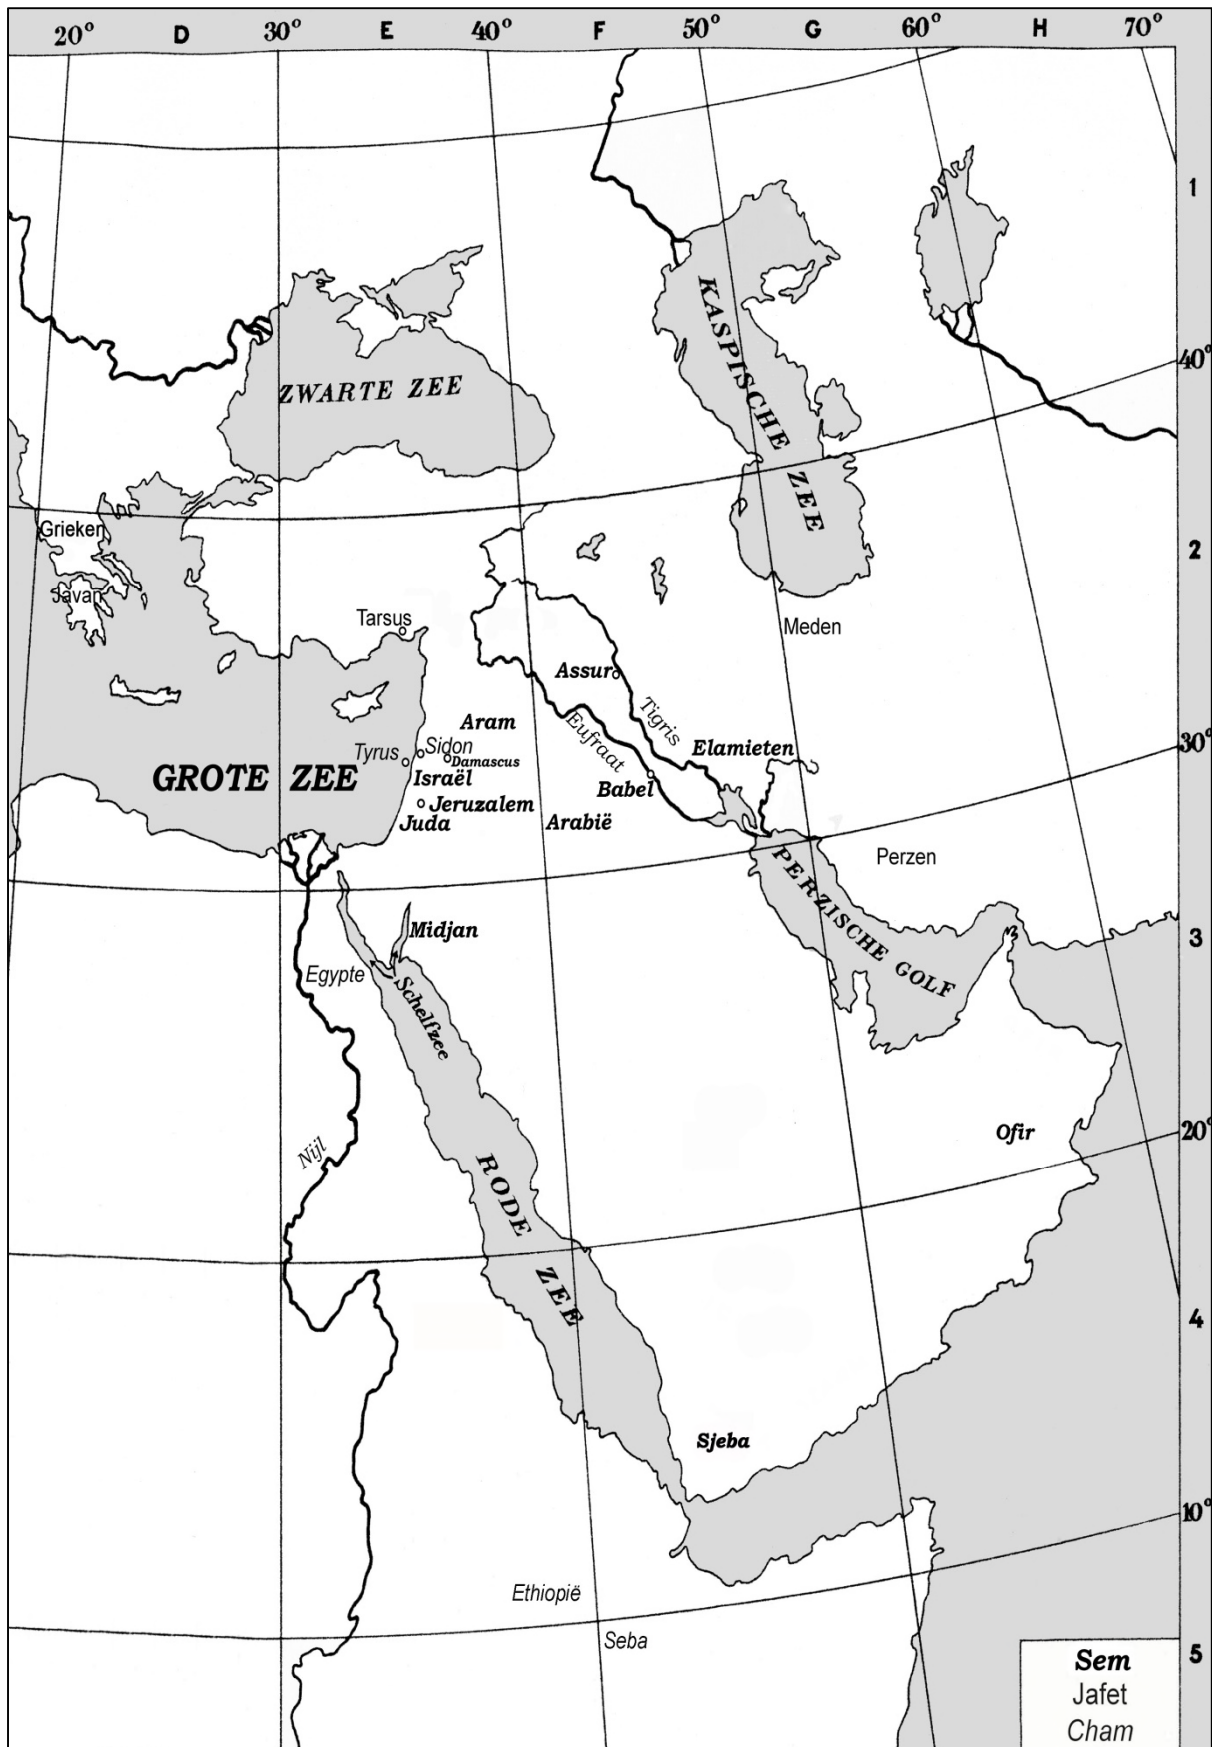 20° D 30° E 40° F 50° G 60° H 70°
1
KASPISCHE ZEE
40°
ZWARTE ZEE
Grieken
2
Javan
Tarsus
Meden
Assur
Tigris
Aram
Eufraat
Elamieten
30°
Tyrus
Sidon
Damascus
GROTE ZEE
Israël
Babel
Jeruzalem
Juda
Arabië
Perzen
PERZISCHE GOLF
Midjan
3
Egypte
Schelfzee
Ofir
20°
Nijl
RODE ZEE
4
Sjeba
10°
Ethiopië
Seba
5
Sem
Jafet
Cham